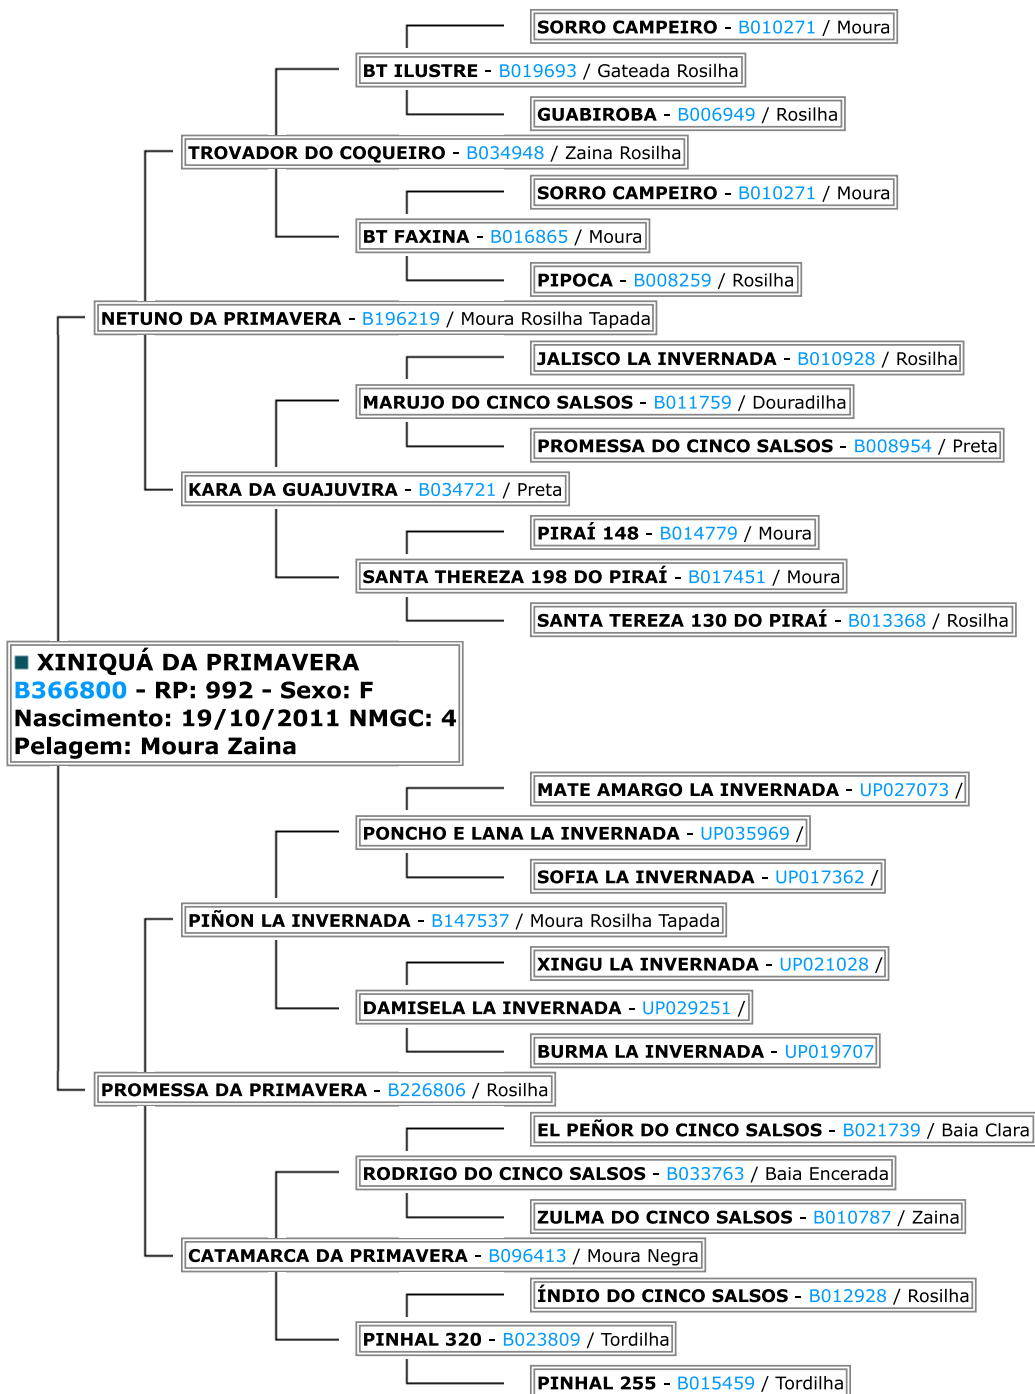 SORRO CAMPEIRO - B010271 / Moura
BT ILUSTRE - B019693 / Gateada Rosilha
GUABIROBA - B006949 / Rosilha
TROVADOR DO COQUEIRO - B034948 / Zaina Rosilha
SORRO CAMPEIRO - B010271 / Moura
BT FAXINA - B016865 / Moura
PIPOCA - B008259 / Rosilha
NETUNO DA PRIMAVERA - B196219 / Moura Rosilha Tapada
JALISCO LA INVERNADA - B010928 / Rosilha
MARUJO DO CINCO SALSOS - B011759 / Douradilha
PROMESSA DO CINCO SALSOS - B008954 / Preta
KARA DA GUAJUVIRA - B034721 / Preta
PIRAÍ 148 - B014779 / Moura
SANTA THEREZA 198 DO PIRAÍ - B017451 / Moura
SANTA TEREZA 130 DO PIRAÍ - B013368 / Rosilha
XINIQUÁ DA PRIMAVERA
B366800 - RP: 992 - Sexo: F
Nascimento: 19/10/2011 NMGC: 4
Pelagem: Moura Zaina
MATE AMARGO LA INVERNADA - UP027073 /
PONCHO E LANA LA INVERNADA - UP035969 /
SOFIA LA INVERNADA - UP017362 /
PIÑON LA INVERNADA - B147537 / Moura Rosilha Tapada
XINGU LA INVERNADA - UP021028 /
DAMISELA LA INVERNADA - UP029251 /
BURMA LA INVERNADA - UP019707
PROMESSA DA PRIMAVERA - B226806 / Rosilha
EL PEÑOR DO CINCO SALSOS - B021739 / Baia Clara
RODRIGO DO CINCO SALSOS - B033763 / Baia Encerada
ZULMA DO CINCO SALSOS - B010787 / Zaina
CATAMARCA DA PRIMAVERA - B096413 / Moura Negra
ÍNDIO DO CINCO SALSOS - B012928 / Rosilha
PINHAL 320 - B023809 / Tordilha
PINHAL 255 - B015459 / Tordilha